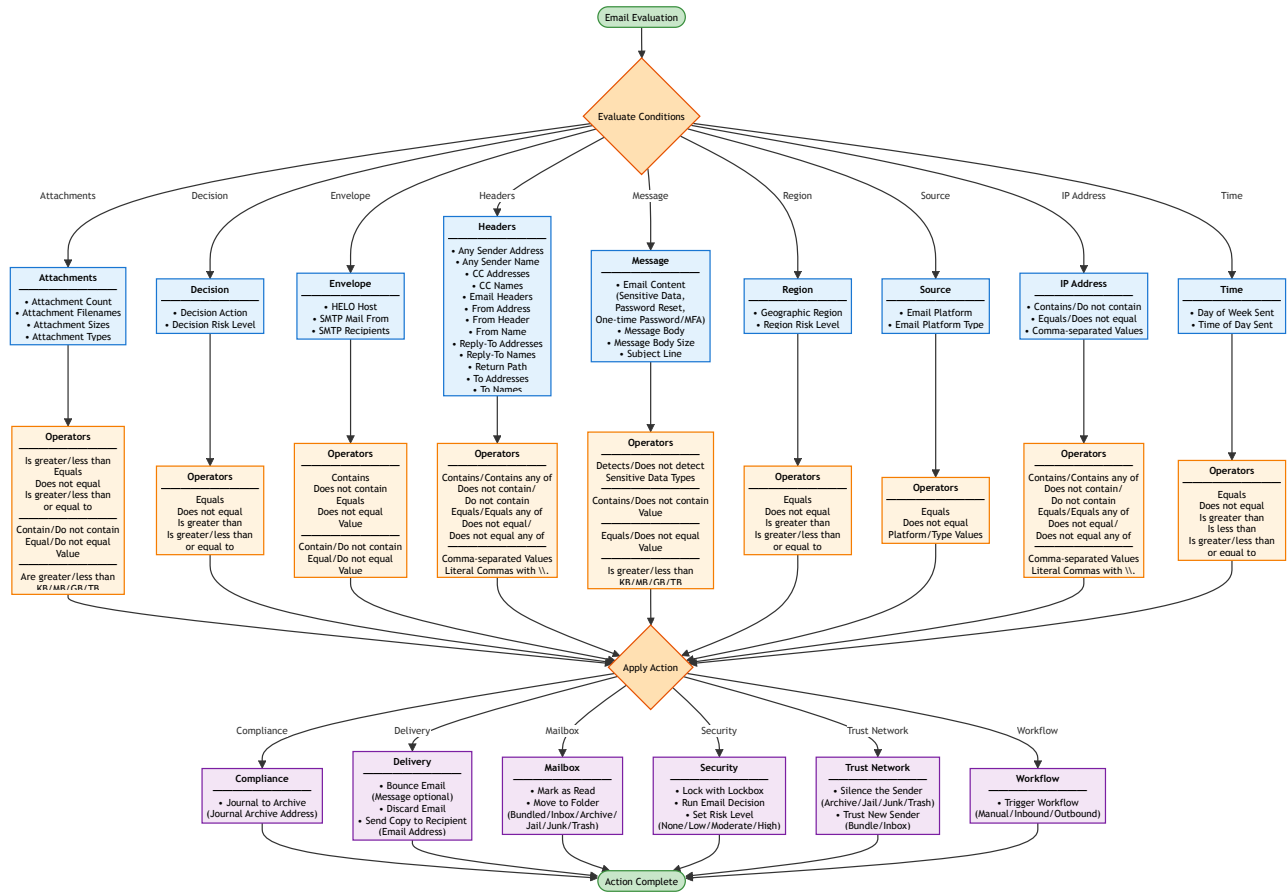 Email Evaluation
Evaluate Conditions
Attachments
Decision
Envelope
Headers
Message
Region
Source
IP Address
Time
Attachments
• Attachment Count
• Attachment Filenames
• Attachment Sizes
• Attachment Types
Decision
• Decision Action
• Decision Risk Level
Envelope
• HELO Host
• SMTP Mail From
• SMTP Recipients
Headers
• Any Sender Address
• Any Sender Name
• CC Addresses
• CC Names
• Email Headers
• From Address
• From Header
• From Name
• Reply-To Addresses
• Reply-To Names
• Return Path
• To Addresses
• To Names
Message
• Email Content
(Sensitive Data,
Password Reset,
One-time Password/MFA)
• Message Body
• Message Body Size
• Subject Line
Region
• Geographic Region
• Region Risk Level
Source
• Email Platform
• Email Platform Type
IP Address
• Contains/Do not contain
• Equals/Does not equal
• Comma-separated Values
Time
• Day of Week Sent
• Time of Day Sent
Operators
Is greater/less than
Equals
Does not equal
Is greater/less than
or equal to
Contain/Do not contain
Equal/Do not equal
Value
Are greater/less than
KB/MB/GB/TB
Operators
Equals
Does not equal
Is greater than
Is greater/less than
or equal to
Operators
Contains
Does not contain
Equals
Does not equal
Value
Contain/Do not contain
Equal/Do not equal
Value
Operators
Contains/Contains any of
Does not contain/
Do not contain
Equals/Equals any of
Does not equal/
Does not equal any of
Comma-separated Values
Literal Commas with \\,
Operators
Detects/Does not detect
Sensitive Data Types
Contains/Does not contain
Value
Equals/Does not equal
Value
Is greater/less than
KB/MB/GB/TB
Operators
Equals
Does not equal
Is greater than
Is greater/less than
or equal to
Operators
Equals
Does not equal
Platform/Type Values
Operators
Contains/Contains any of
Does not contain/
Do not contain
Equals/Equals any of
Does not equal/
Does not equal any of
Comma-separated Values
Literal Commas with \\,
Operators
Equals
Does not equal
Is greater than
Is less than
Is greater/less than
or equal to
Apply Action
Compliance
Delivery
Mailbox
Security
Trust Network
Workflow
Compliance
• Journal to Archive
(Journal Archive Address)
Delivery
• Bounce Email
(Message optional)
• Discard Email
• Send Copy to Recipient
(Email Address)
Mailbox
• Mark as Read
• Move to Folder
(Bundled/Inbox/Archive/
Jail/Junk/Trash)
Security
• Lock with Lockbox
• Run Email Decision
• Set Risk Level
(None/Low/Moderate/High)
Trust Network
• Silence the Sender
(Archive/Jail/Junk/Trash)
• Trust New Sender
(Bundle/Inbox)
Workflow
• Trigger Workflow
(Manual/Inbound/Outbound)
Action Complete